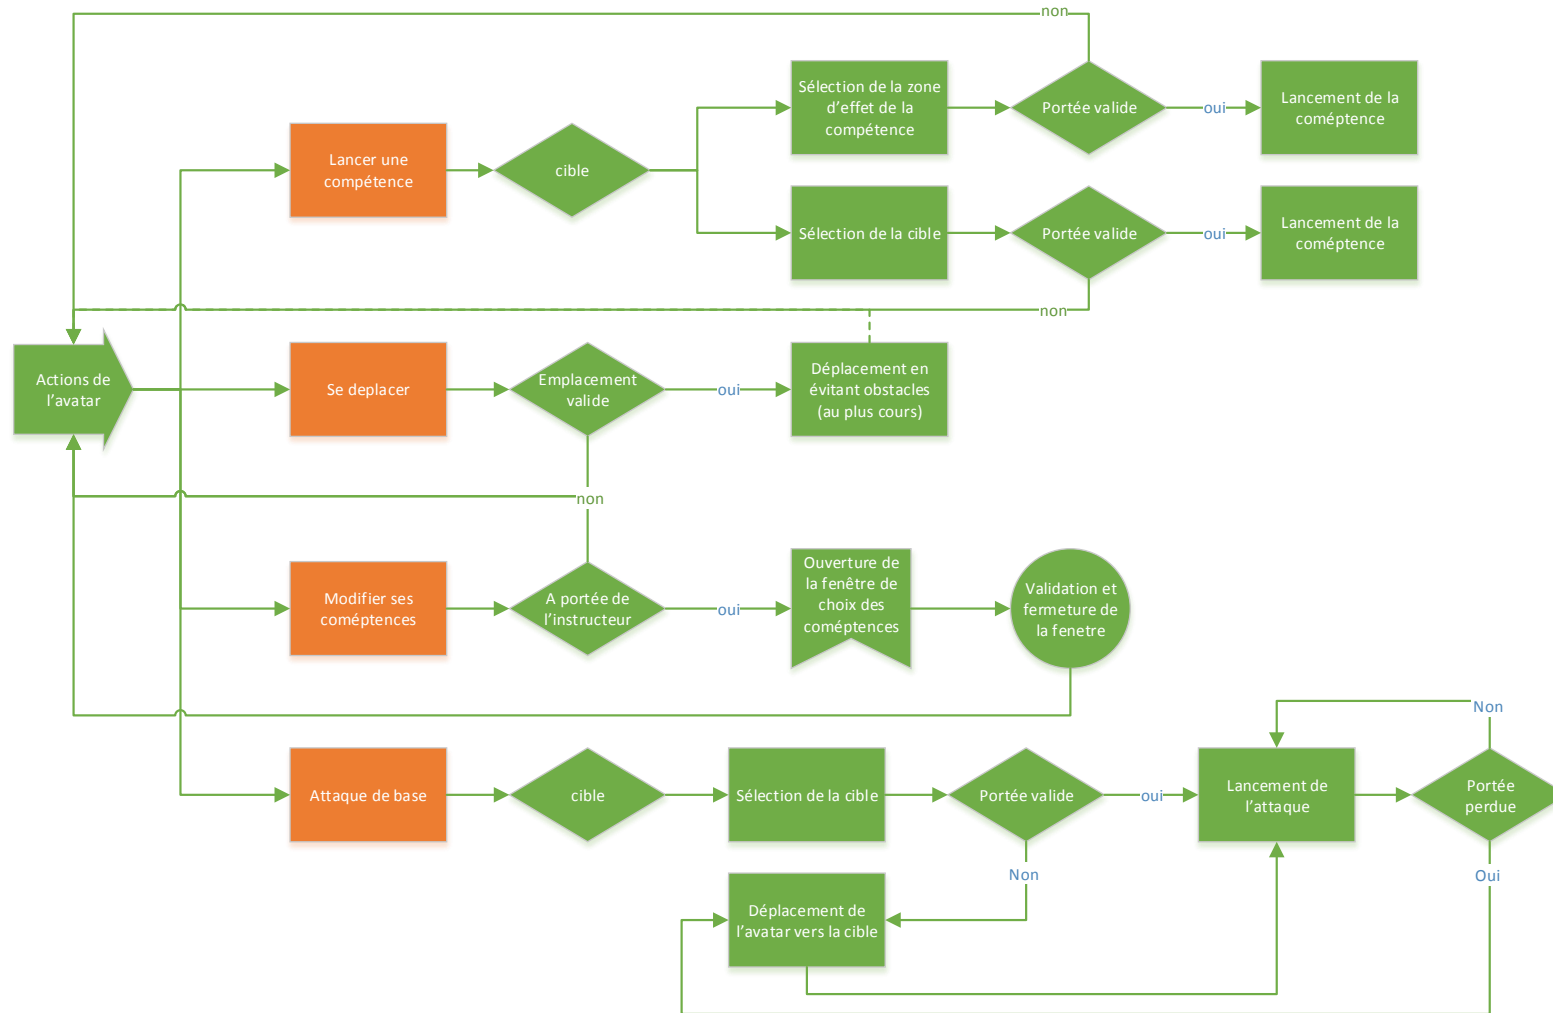 non
Sélection de la zone
d'effet de la
compétence
Portée valide
oui
Lancement de la
coméptence
Lancer une
compétence
cible
Sélection de la cible
Portée valide
oui
Lancement de la
coméptence
non
Actions de
l'avatar
Se deplacer
Emplacement
valide
oui
Déplacement en
évitant obstacles
(au plus cours)
non
Modifier ses
coméptences
A portée de
l'instructeur
oui
Ouverture de
la fenêtre de
choix des
coméptences
Validation et
fermeture de
la fenetre
Non
Attaque de base
cible
Sélection de la cible
Portée valide
oui
Lancement de
l'attaque
Portée
perdue
Non
Oui
Déplacement de
l'avatar vers la cible